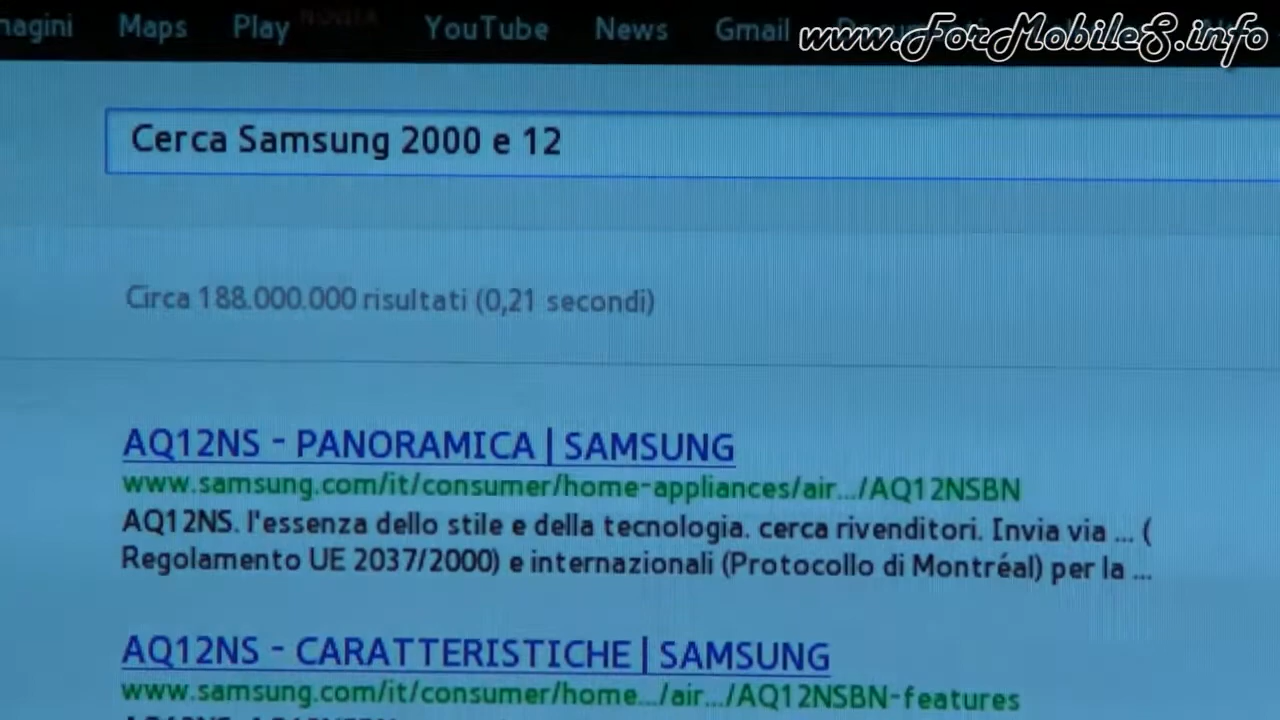 Maps Play NOVITÀ YouTube News Gmail
www.ForMobileS.info
Cerca Samsung 2000 e 12
Circa 188.000.000 risultati (0,21 secondi)
AQ12NS - PANORAMICA | SAMSUNG
www.samsung.com/it/consumer/home-appliances/air.../AQ12NSBN
AQ12NS. l'essenza dello stile e della tecnologia. cerca rivenditori. Invia via ... (
Regolamento UE 2037/2000) e internazionali (Protocollo di Montréal) per la ...
AQ12NS - CARATTERISTICHE | SAMSUNG
www.samsung.com/it/consumer/home.../air.../AQ12NSBN-features